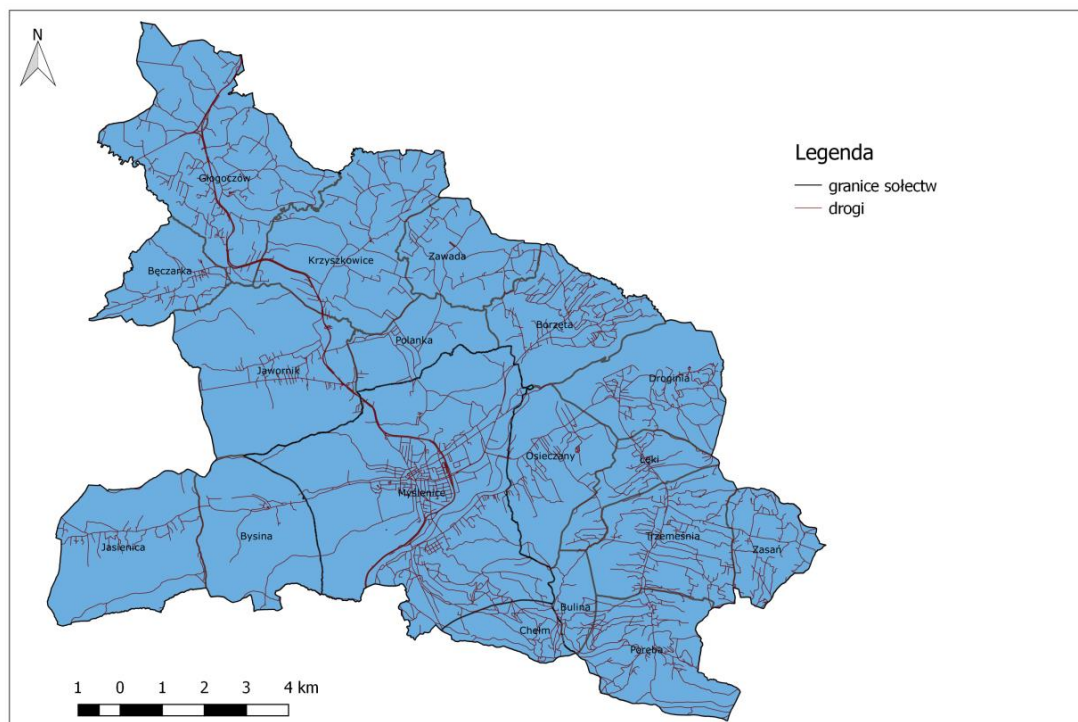 N
Legenda
granice sołectw
drogi
Głogoczów
Krzyszkowice
Zawada
Bęczarka
Borzęta
Polanka
Jawornik
Droginia
Osieczany
Łęki
Myślenice
Jasienica
Bysina
Trzemeśnia
Zasań
Bulina
Chełm
Poręba
1 0 1 2 3 4 km